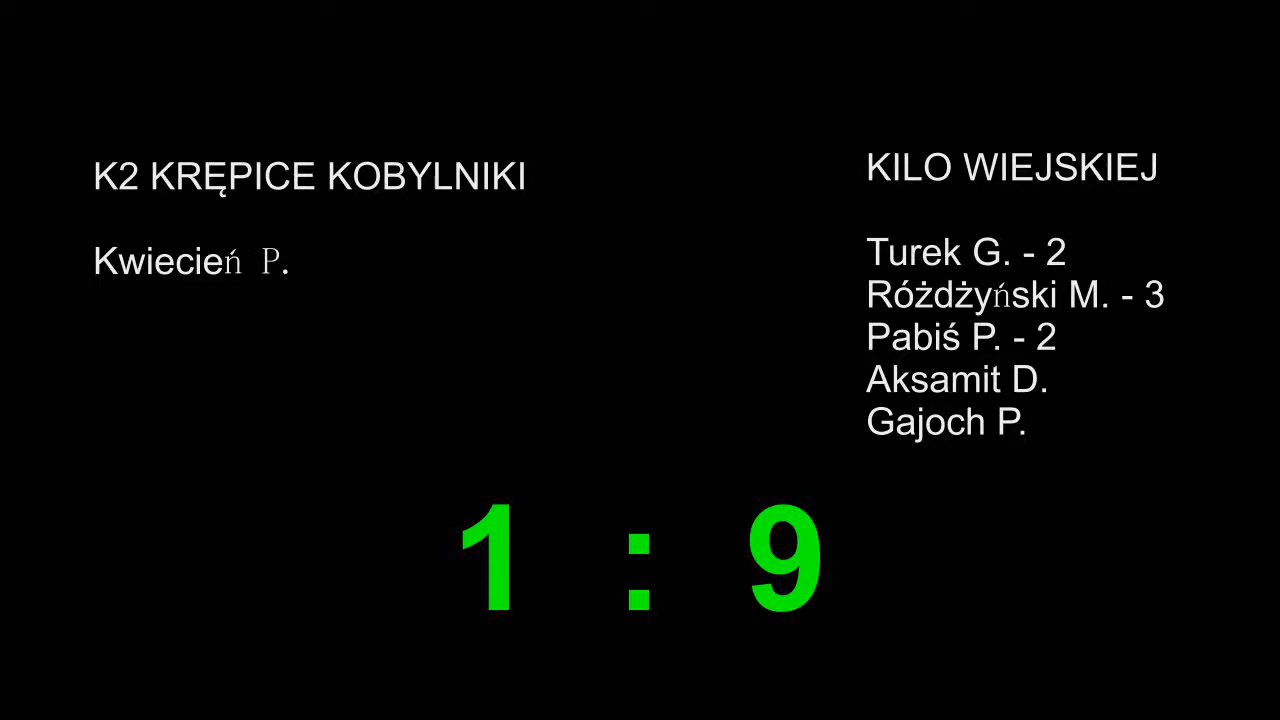 K2 KRĘPICE KOBYLNIKI
Kwiecień P.
KILO WIEJSKIEJ
Turek G. - 2
Różdżyński M. - 3
Pabiś P. - 2
Aksamit D.
Gajoch P.
1 : 9